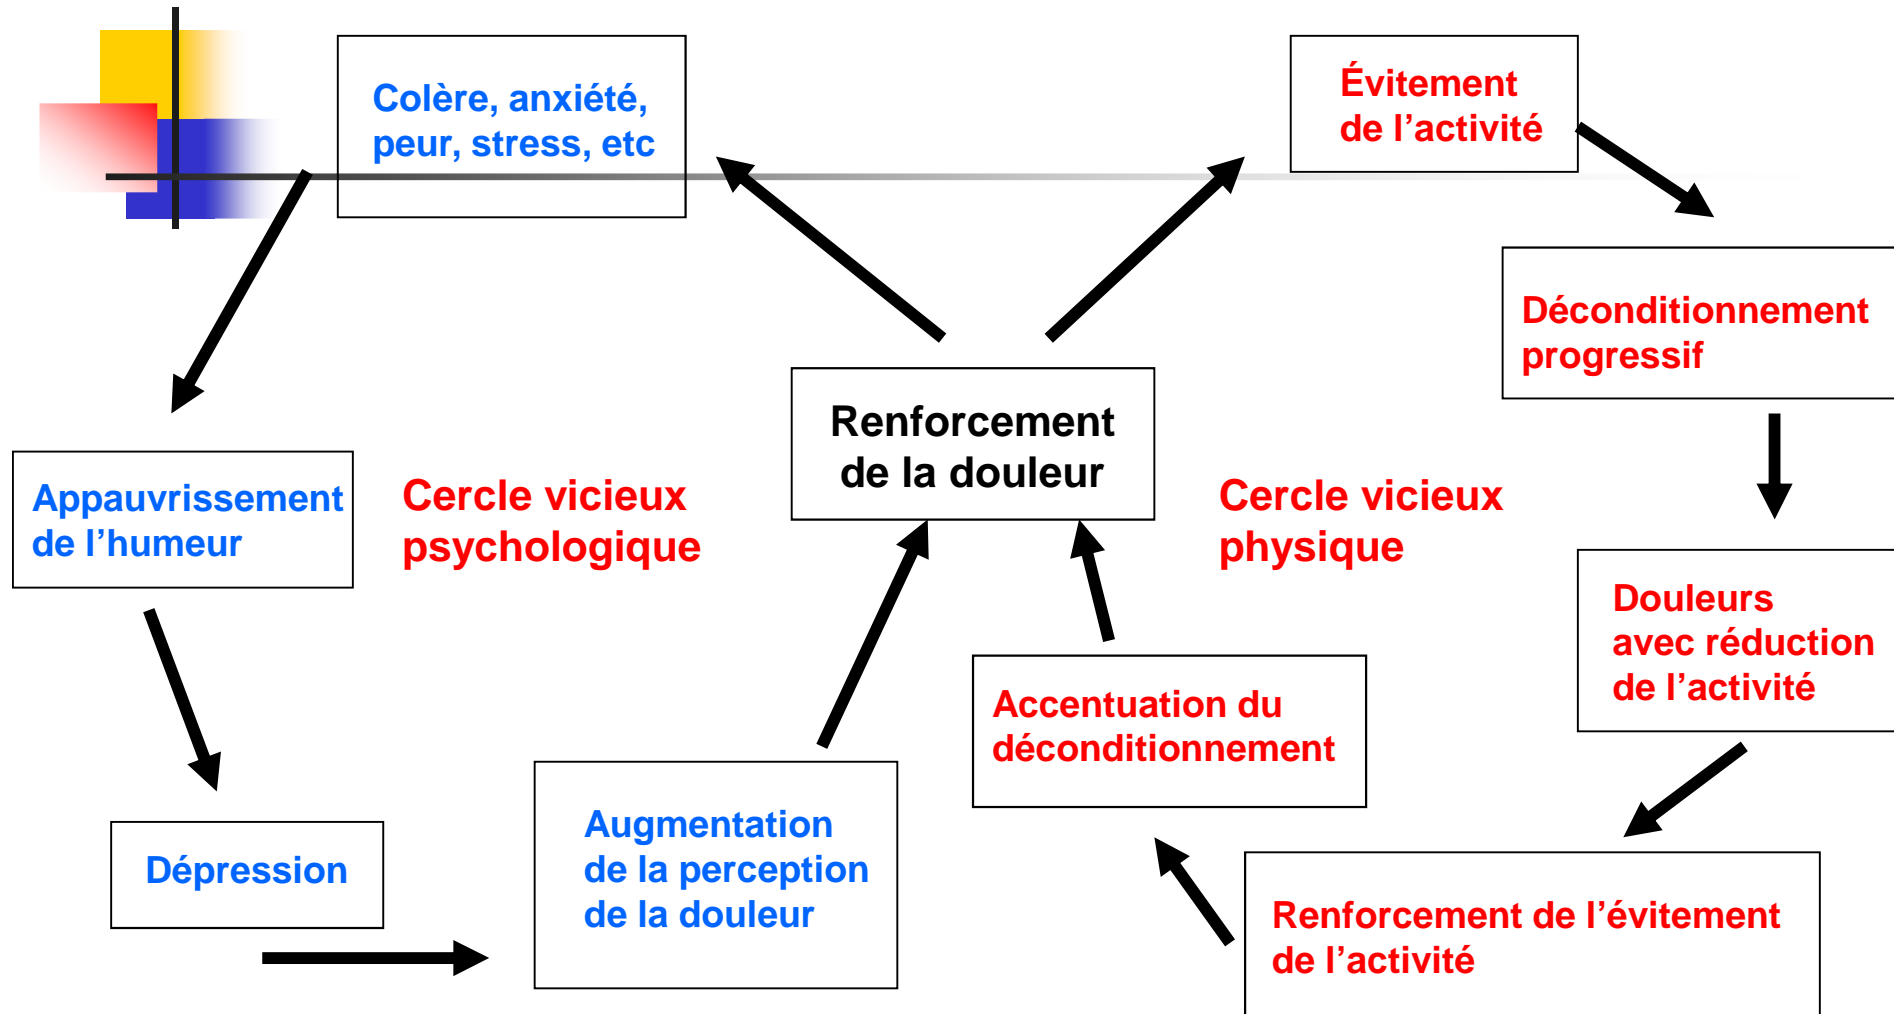 Colère, anxiété,
peur, stress, etc
Évitement
de l’activité
Déconditionnement
progressif
Renforcement
de la douleur
Appauvrissement
de l’humeur
Cercle vicieux
psychologique
Cercle vicieux
physique
Douleurs
avec réduction
de l’activité
Accentuation du
déconditionnement
Augmentation
de la perception
de la douleur
Dépression
Renforcement de l’évitement
de l’activité